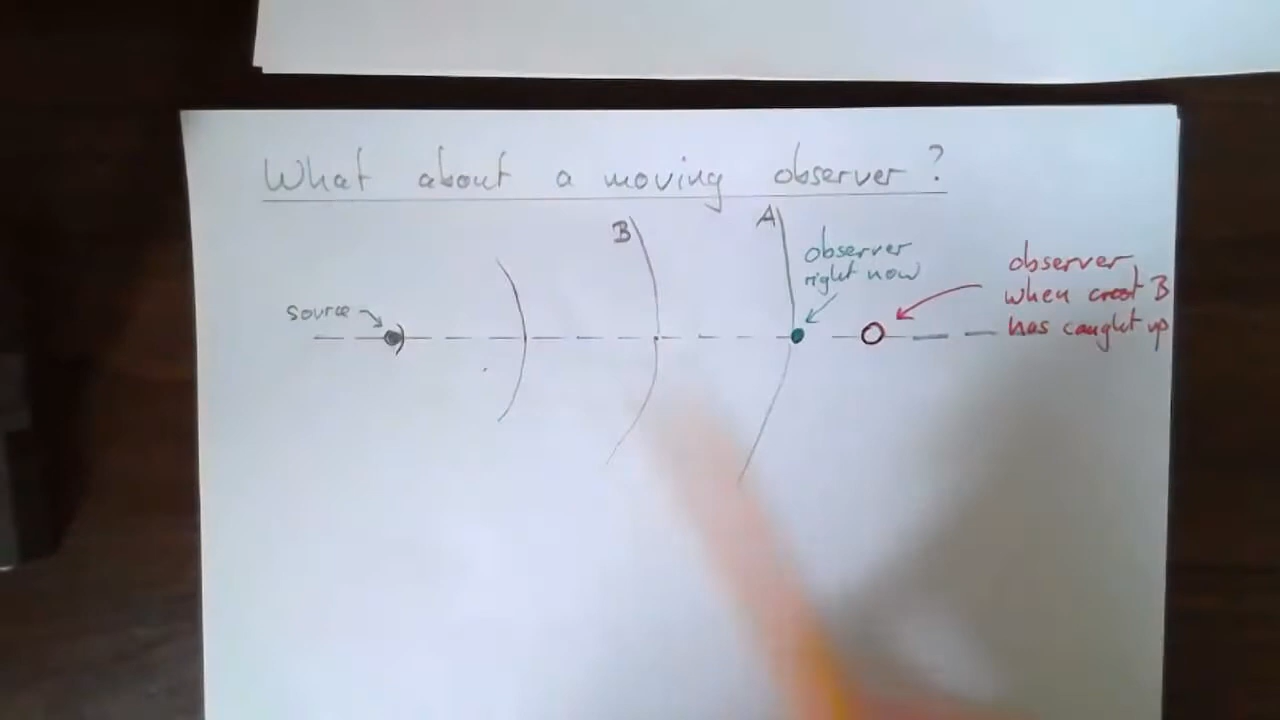 What about a moving observer?
B
A
observer
right now
observer
when crest B
has caught up
source